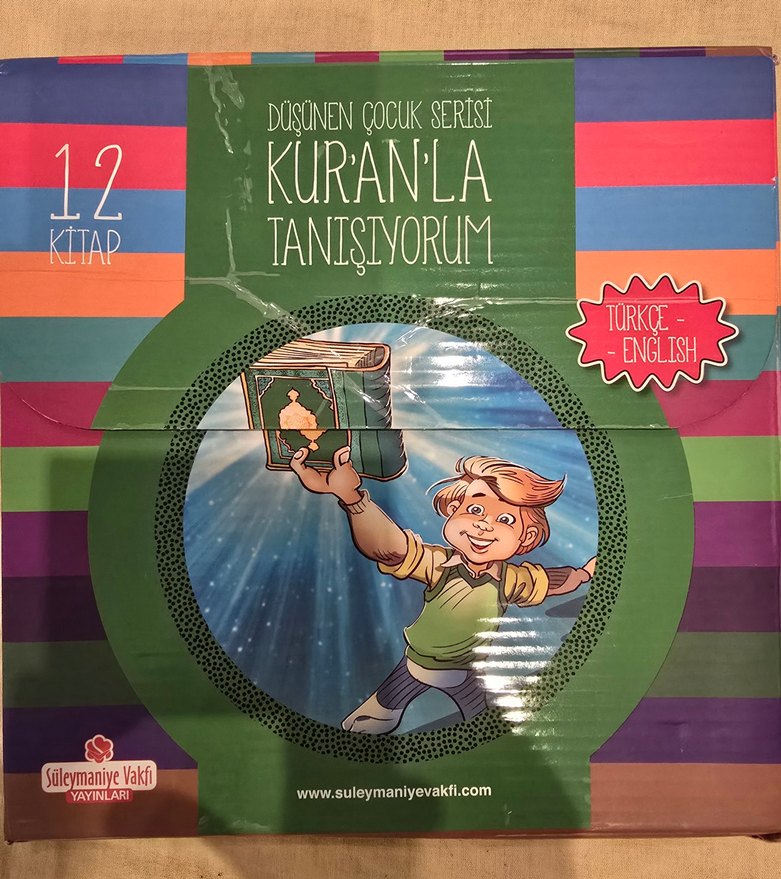 DÜŞÜNEN ÇOCUK SERİSİ
KUR'AN'LA
TANIŞIYORUM
12
KİTAP
TÜRKÇE -
- ENGLISH
Süleymaniye Vakfı
YAYINLARI
www.suleymaniyevakfi.com